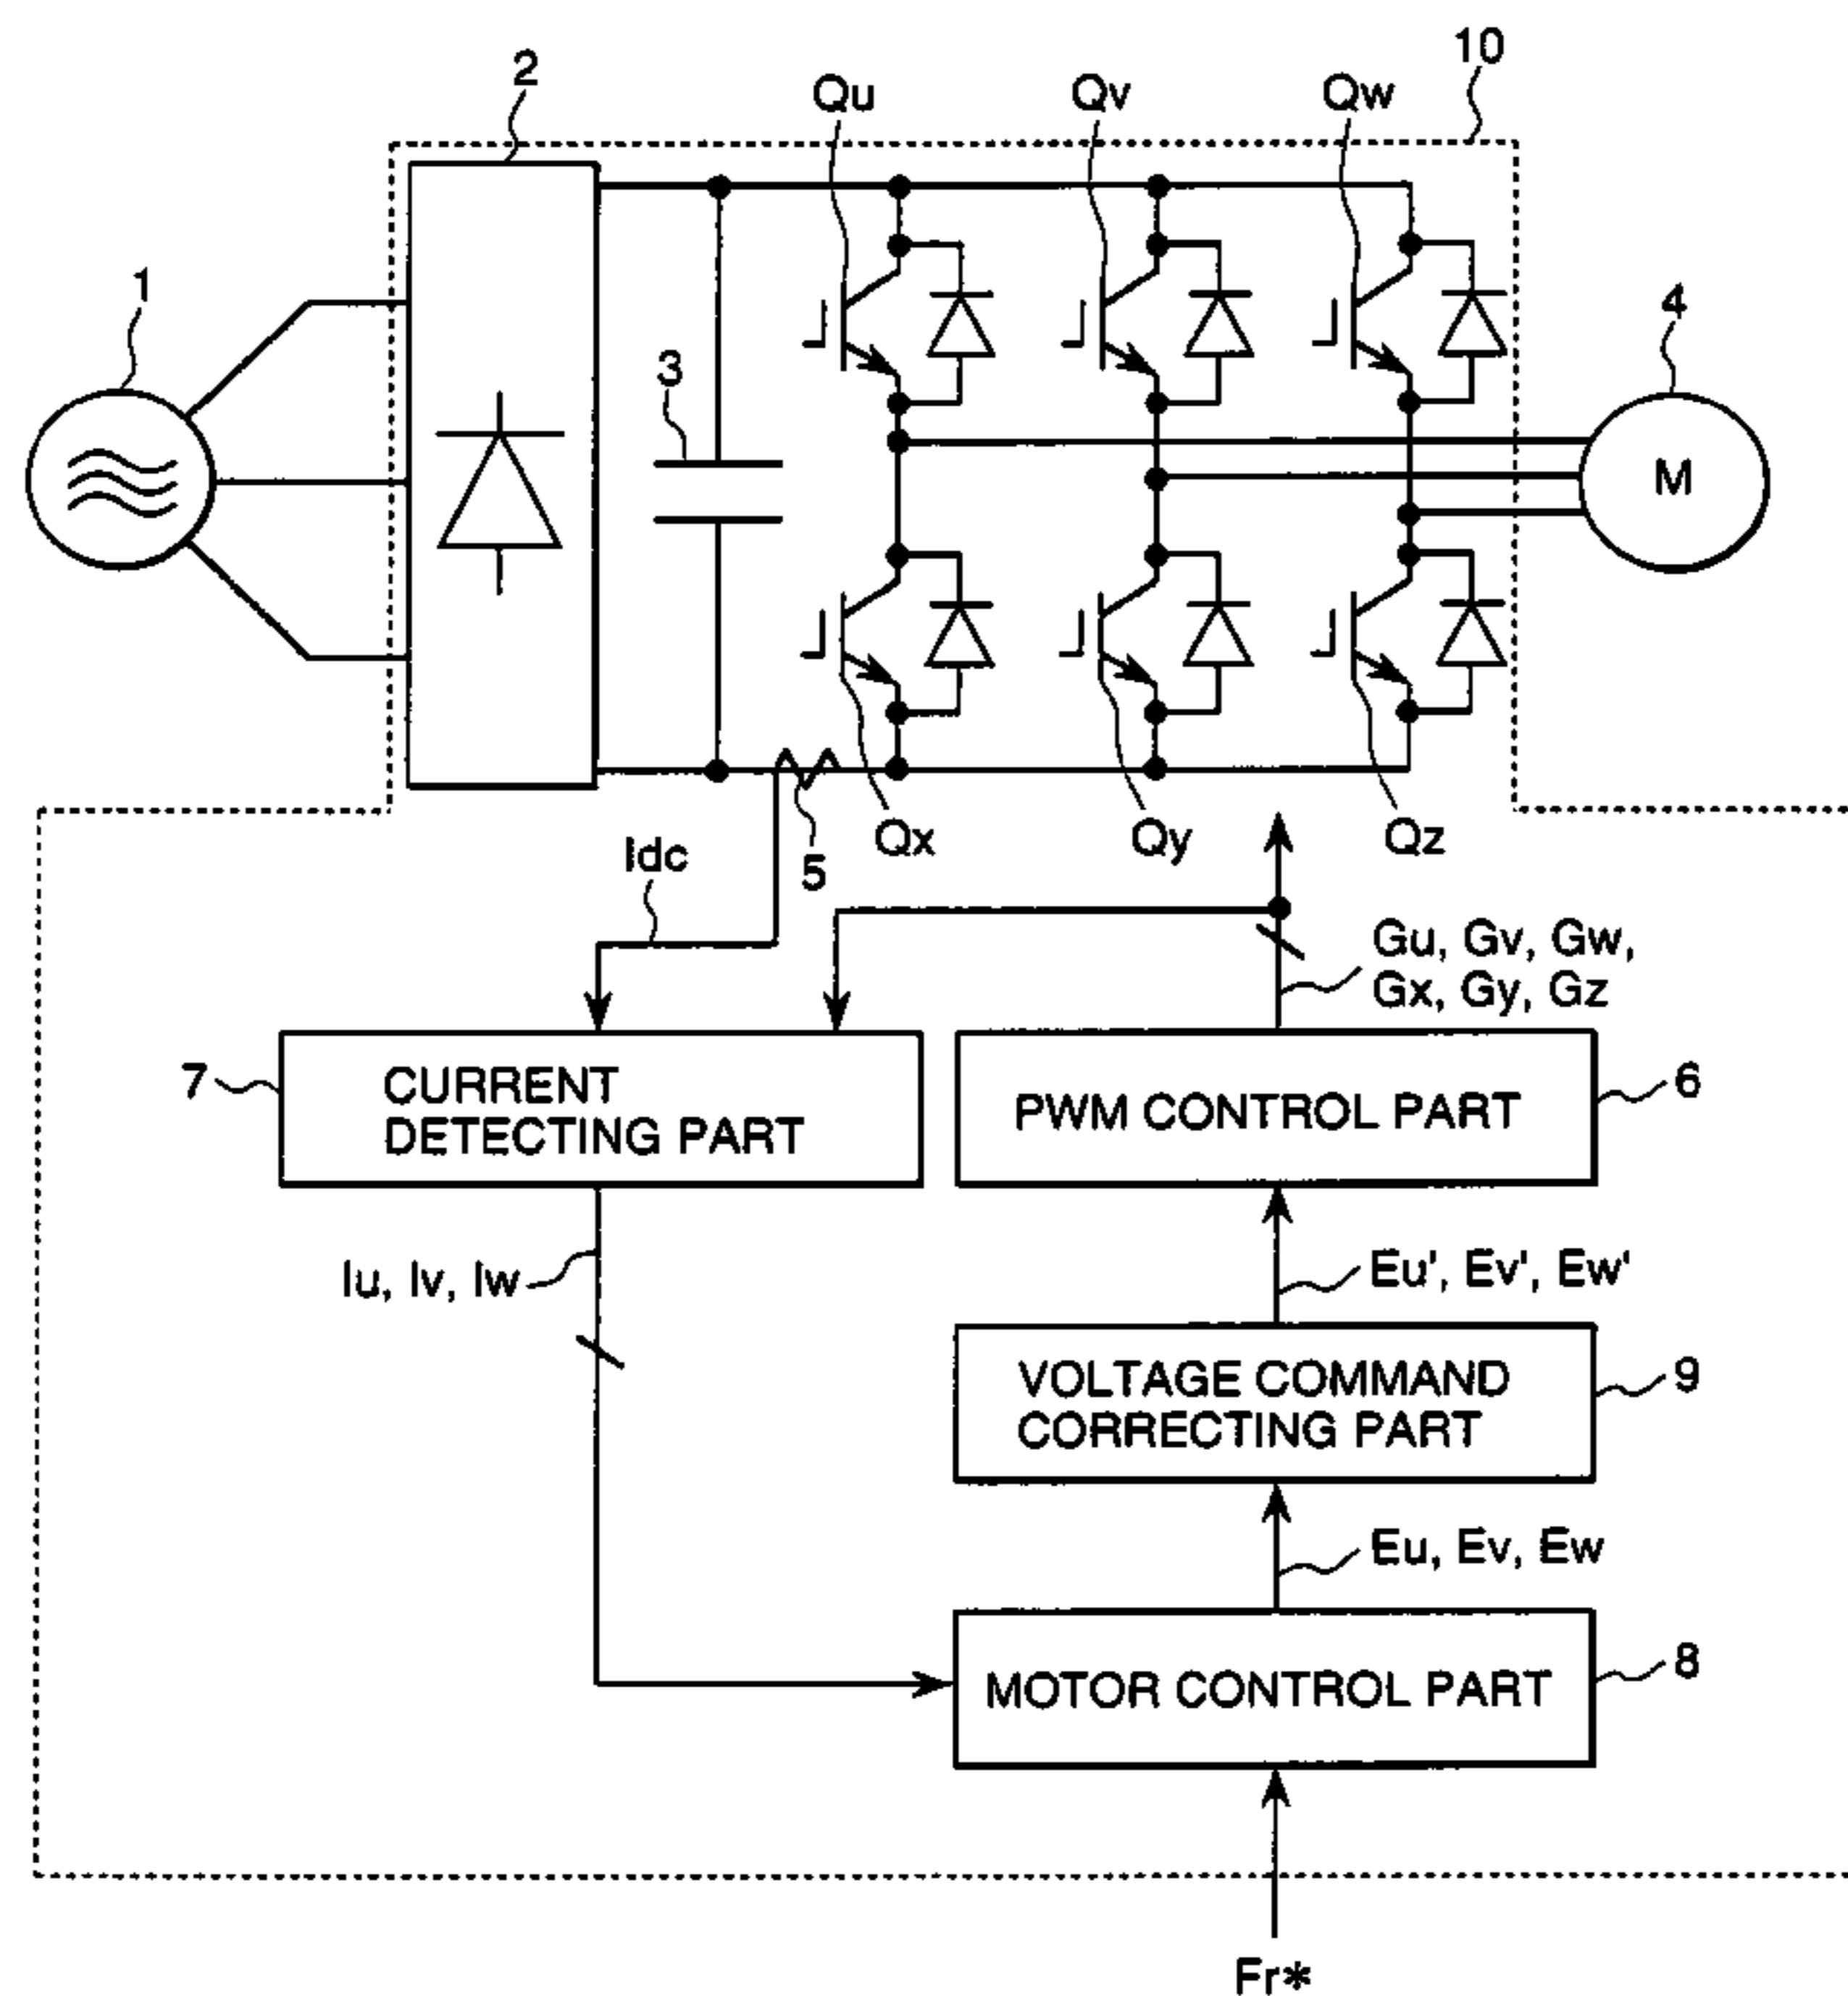 10
2
Qu Qv Qw
1
4
3
M
Qx Qy Qz
5
Idc
Gu, Gv, Gw,
Gx, Gy, Gz
7
CURRENT
DETECTING PART
PWM CONTROL PART
6
Iu, Iv, Iw
Eu', Ev', Ew'
VOLTAGE COMMAND
CORRECTING PART
9
Eu, Ev, Ew
MOTOR CONTROL PART
8
Fr*